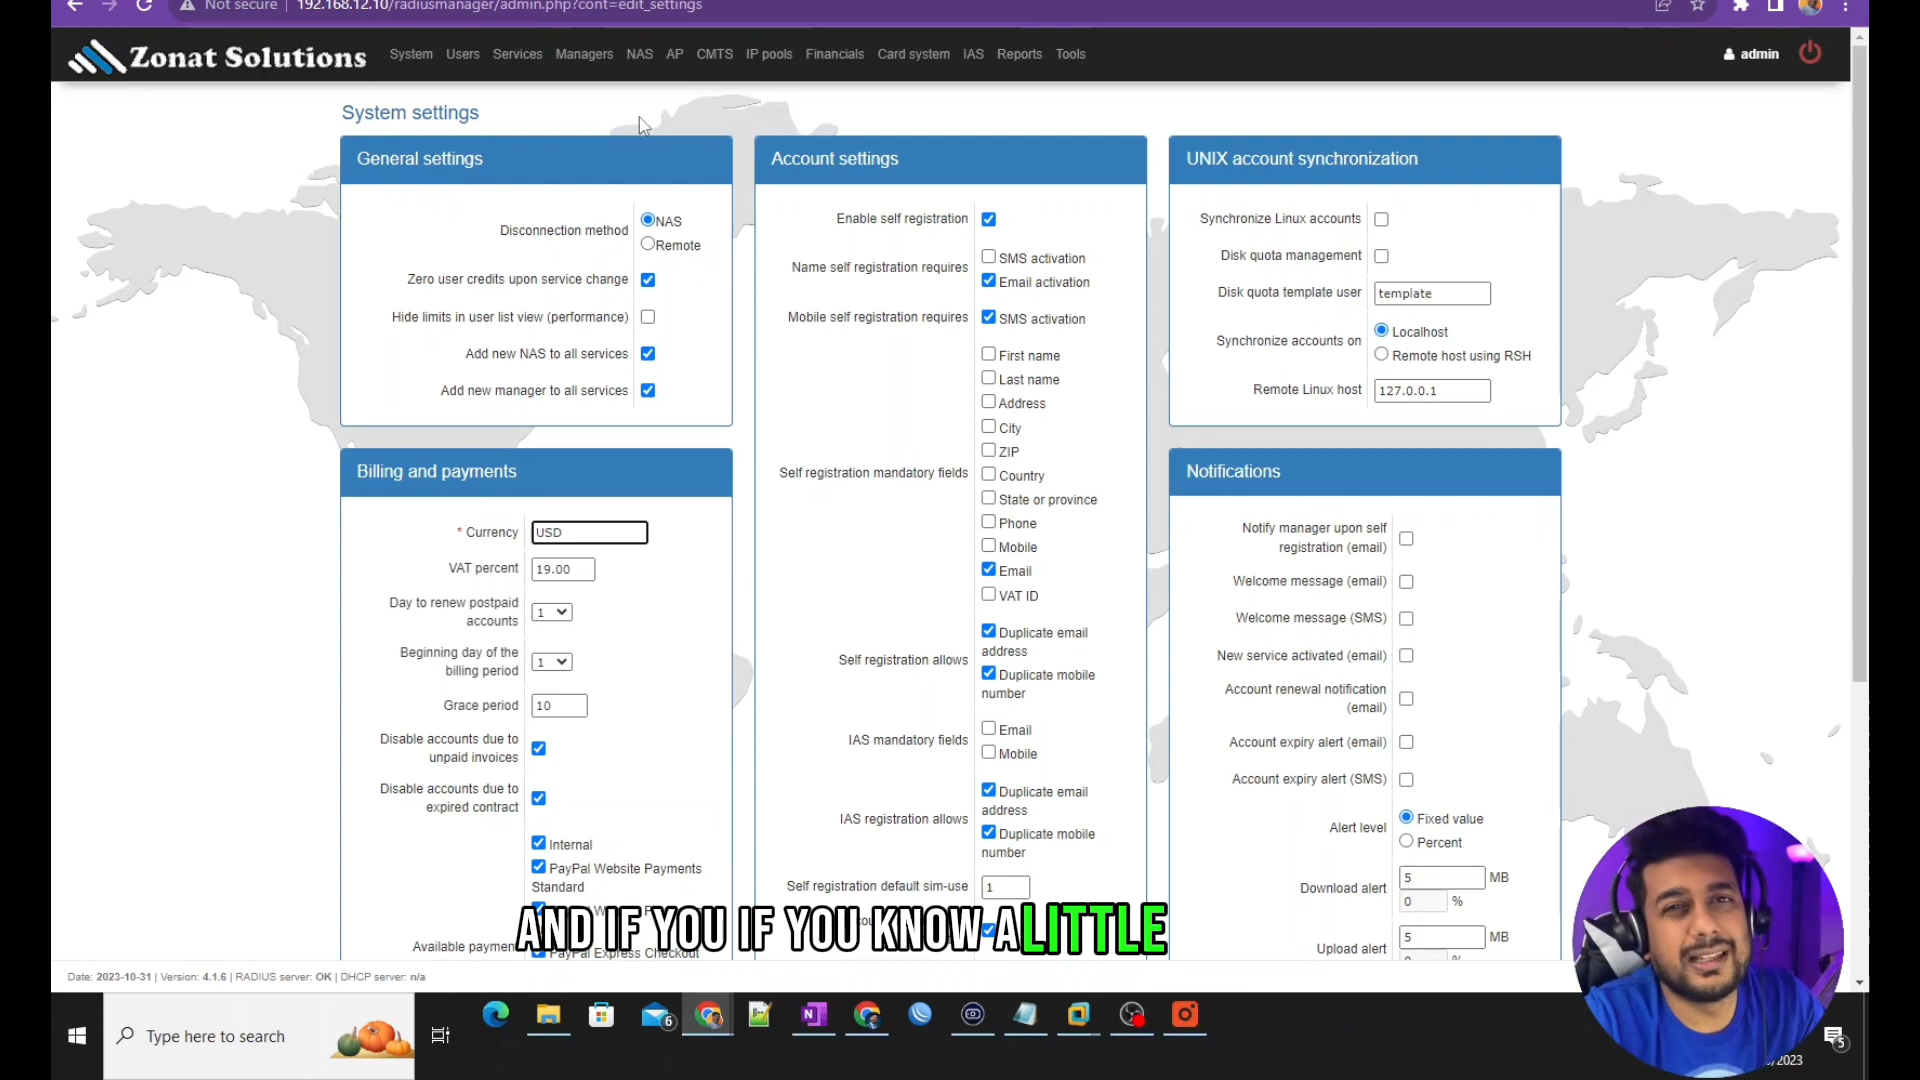 Not secure | 192.168.12.10/radiusmanager/admin.php?cont=edit_settings
Zonat Solutions
System Users Services Managers NAS AP CMTS IP pools Financials Card system IAS Reports Tools
admin
System settings
General settings
Disconnection method
NAS
Remote
Zero user credits upon service change
Hide limits in user list view (performance)
Add new NAS to all services
Add new manager to all services
Billing and payments
* Currency USD
VAT percent 19.00
Day to renew postpaid
accounts
1
Beginning day of the
billing period
1
Grace period 10
Disable accounts due to
unpaid invoices
Disable accounts due to
expired contract
Internal
PayPal Website Payments
Standard
Available paymen
PayPal Express Checkout
Account settings
Enable self registration
Name self registration requires
SMS activation
Email activation
Mobile self registration requires
SMS activation
Self registration mandatory fields
First name
Last name
Address
City
ZIP
Country
State or province
Phone
Mobile
Email
VAT ID
Self registration allows
Duplicate email
address
Duplicate mobile
number
IAS mandatory fields
Email
Mobile
IAS registration allows
Duplicate email
address
Duplicate mobile
number
Self registration default sim-use 1
UNIX account synchronization
Synchronize Linux accounts
Disk quota management
Disk quota template user template
Synchronize accounts on
Localhost
Remote host using RSH
Remote Linux host 127.0.0.1
Notifications
Notify manager upon self
registration (email)
Welcome message (email)
Welcome message (SMS)
New service activated (email)
Account renewal notification
(email)
Account expiry alert (email)
Account expiry alert (SMS)
Alert level
Fixed value
Percent
Download alert
5 MB
0 %
Upload alert
5 MB
AND IF YOU IF YOU KNOW A LITTLE
Date: 2023-10-31 | Version: 4.1.6 | RADIUS server: OK | DHCP server: n/a
Type here to search
6
N
5
/2023